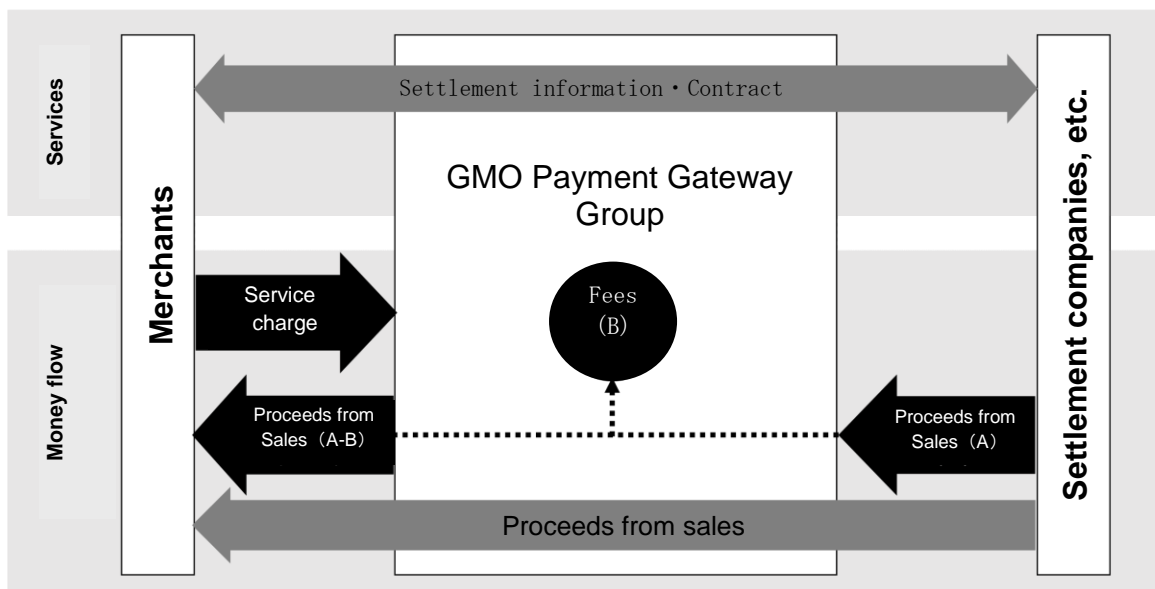 Services
Merchants
Settlement information・Contract
Settlement companies, etc.
GMO Payment Gateway
Group
Money flow
Service
charge
Fees
(B)
Proceeds from
Sales（A-B）
Proceeds from
Sales（A）
Proceeds from sales